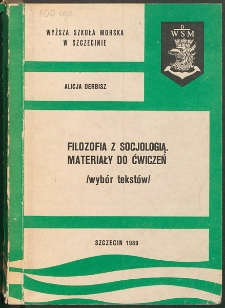 WYŻSZA SZKOŁA MORSKA
W SZCZECINIE
WSM
ALICJA DERBISZ
FILOZOFIA Z SOCJOLOGIĄ.
MATERIAŁY DO ĆWICZEŃ
/wybór tekstów/
SZCZECIN 1989